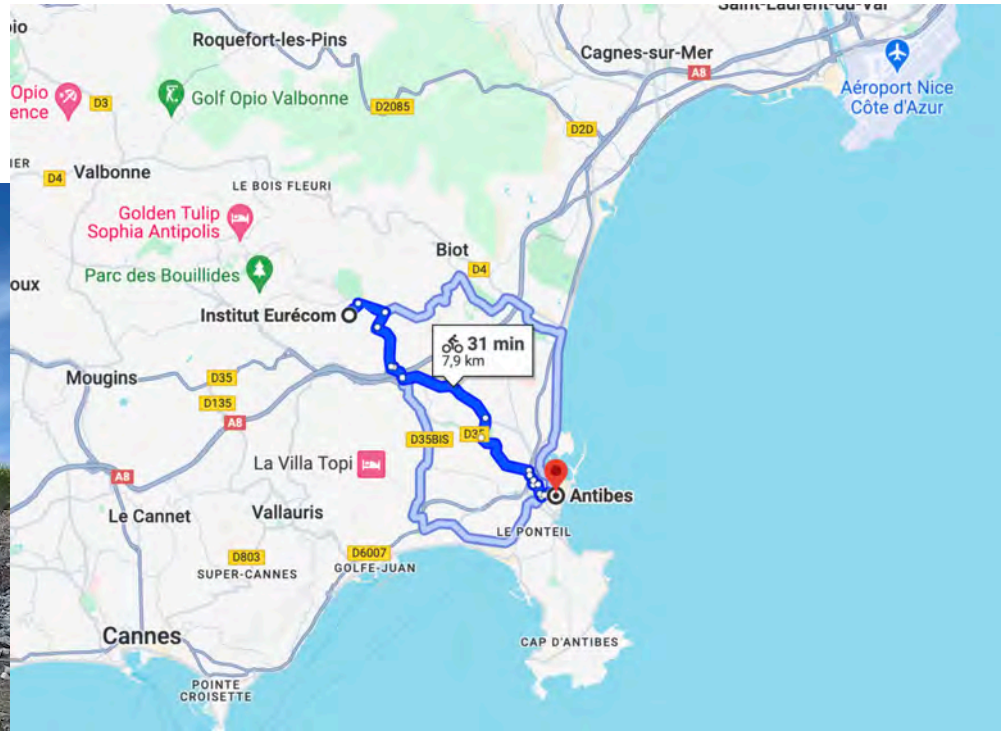 Saint-Laurent-du-Var
pio
Roquefort-les-Pins
Cagnes-sur-Mer
A8
Opio
ence
D3
Golf Opio Valbonne
Aéroport Nice
Côte d'Azur
D2085
D2D
IER
D4
Valbonne
LE BOIS FLEURI
Golden Tulip
Sophia Antipolis
Biot
D4
Parc des Bouillides
oux
Institut Eurécom
31 min
7,9 km
Mougins
D35
D135
A8
D35BIS
D35
La Villa Topi
A8
Antibes
Le Cannet
Vallauris
LE PONTEIL
D803
D6007
SUPER-CANNES
GOLFE-JUAN
Cannes
CAP D'ANTIBES
POINTE
CROISETTE